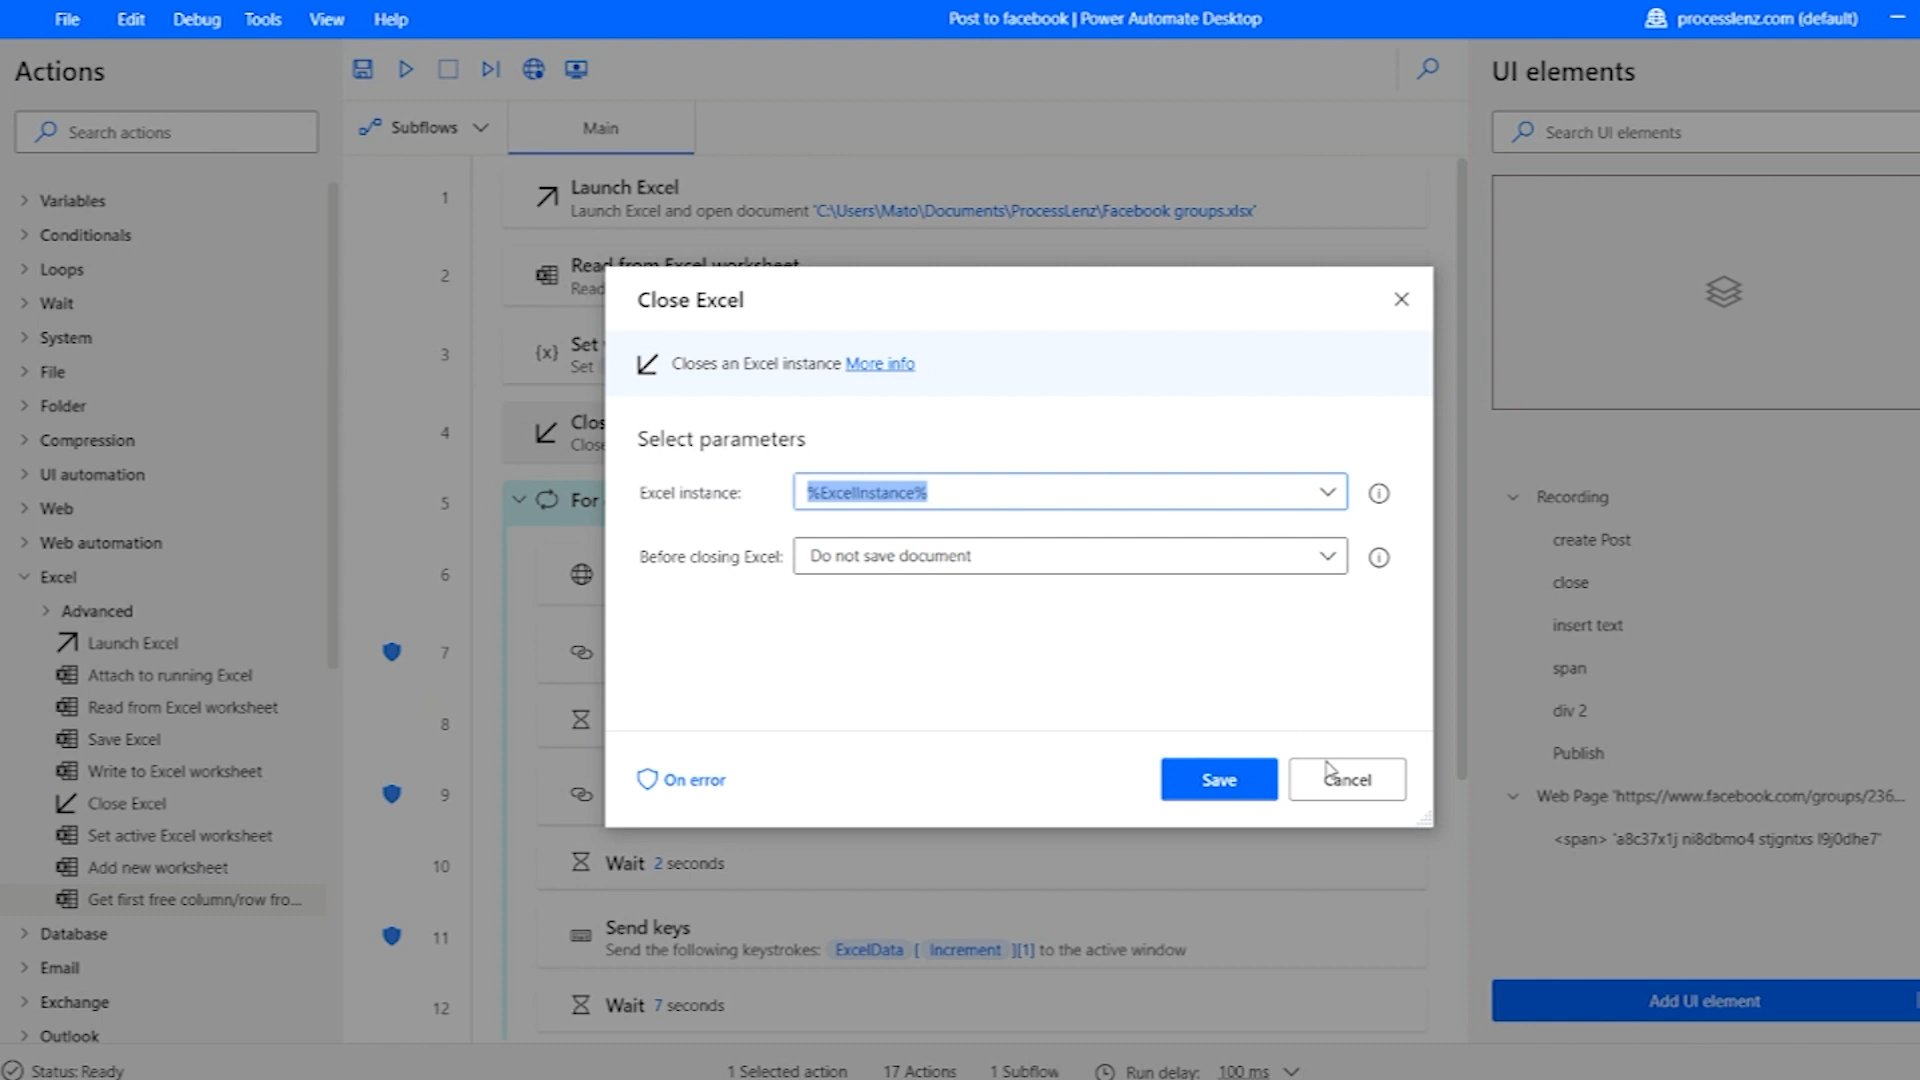 File Edit Debug Tools View Help
Post to facebook | Power Automate Desktop
processlenz.com (default)
Actions
Search actions
Variables
Conditionals
Loops
Wait
System
File
Folder
Compression
UI automation
Web
Web automation
Excel
Advanced
Launch Excel
Attach to running Excel
Read from Excel worksheet
Save Excel
Write to Excel worksheet
Close Excel
Set active Excel worksheet
Add new worksheet
Get first free column/row fro...
Database
Email
Exchange
Outlook
Subflows
Main
1
Launch Excel
Launch Excel and open document 'C:\Users\Mato\Documents\ProcessLenz\Facebook groups.xlsx'
2
Read from Excel worksheet
Read
3
{x}
Set
Set
4
Clos
Close
5
For
6
7
8
9
10
Wait 2 seconds
11
Send keys
Send the following keystrokes: ExcelData [ Increment ][1] to the active window
12
Wait 7 seconds
Close Excel
Closes an Excel instance More info
Select parameters
Excel instance:
%ExcelInstance%
Before closing Excel:
Do not save document
On error
Save
Cancel
UI elements
Search UI elements
Recording
create Post
close
insert text
span
div 2
Publish
Web Page 'https://www.facebook.com/groups/236...
<span> 'a8c37x1j ni8dbmo4 stjgntxs l9j0dhe7'
Add UI element
Status: Ready
1 Selected action
17 Actions
1 Subflow
Run delay:
100 ms